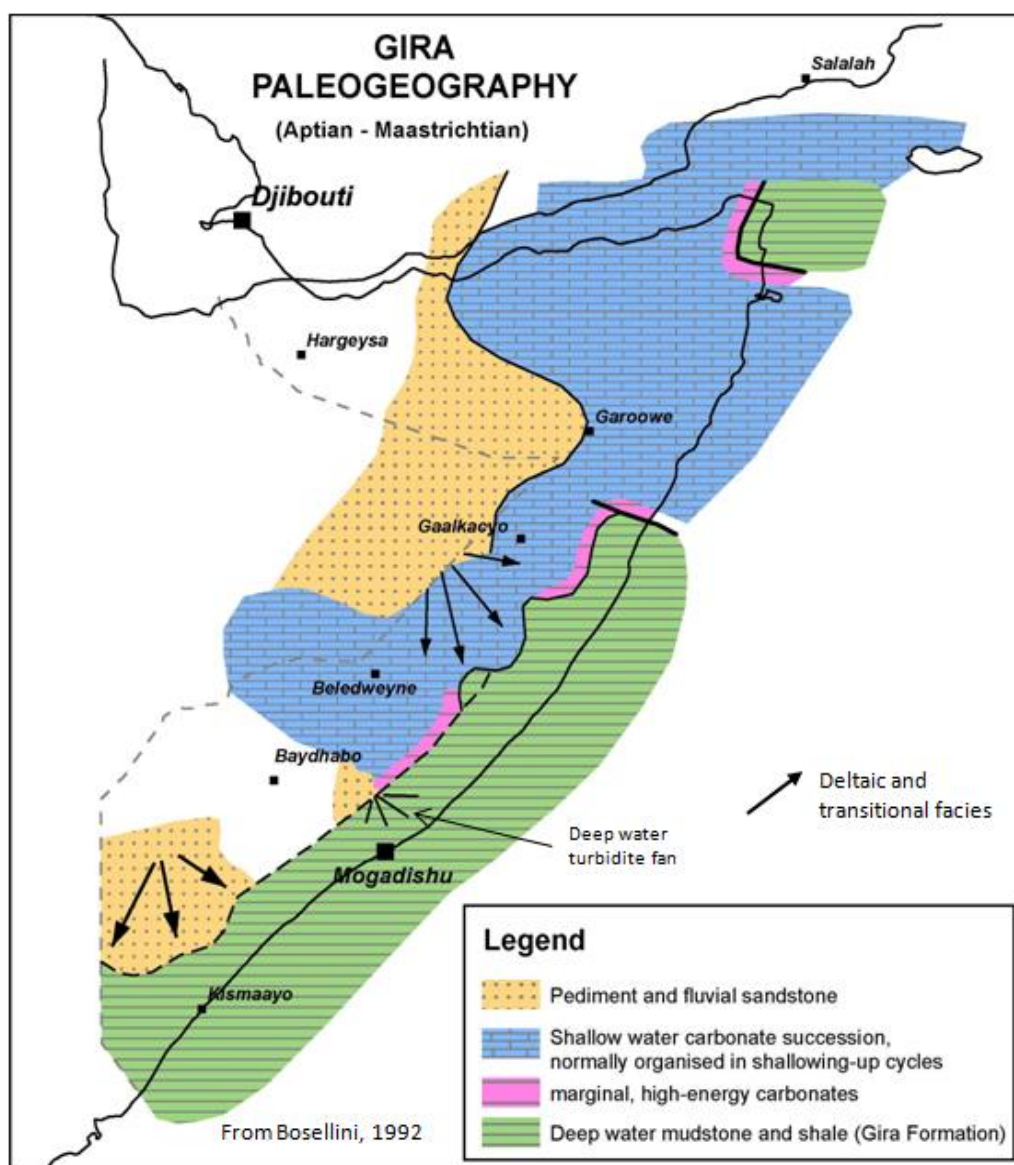 GIRA
PALEOGEOGRAPHY
(Aptian - Maastrichtian)
Salalah
Djibouti
Hargeysa
Garoowe
Gaalkacyo
Beledweyne
Baydhabo
Deltaic and
transitional facies
Deep water
turbidite fan
Mogadishu
Kismaayo
Legend
Pediment and fluvial sandstone
Shallow water carbonate succession,
normally organised in shallowing-up cycles
marginal, high-energy carbonates
Deep water mudstone and shale (Gira Formation)
From Bosellini, 1992